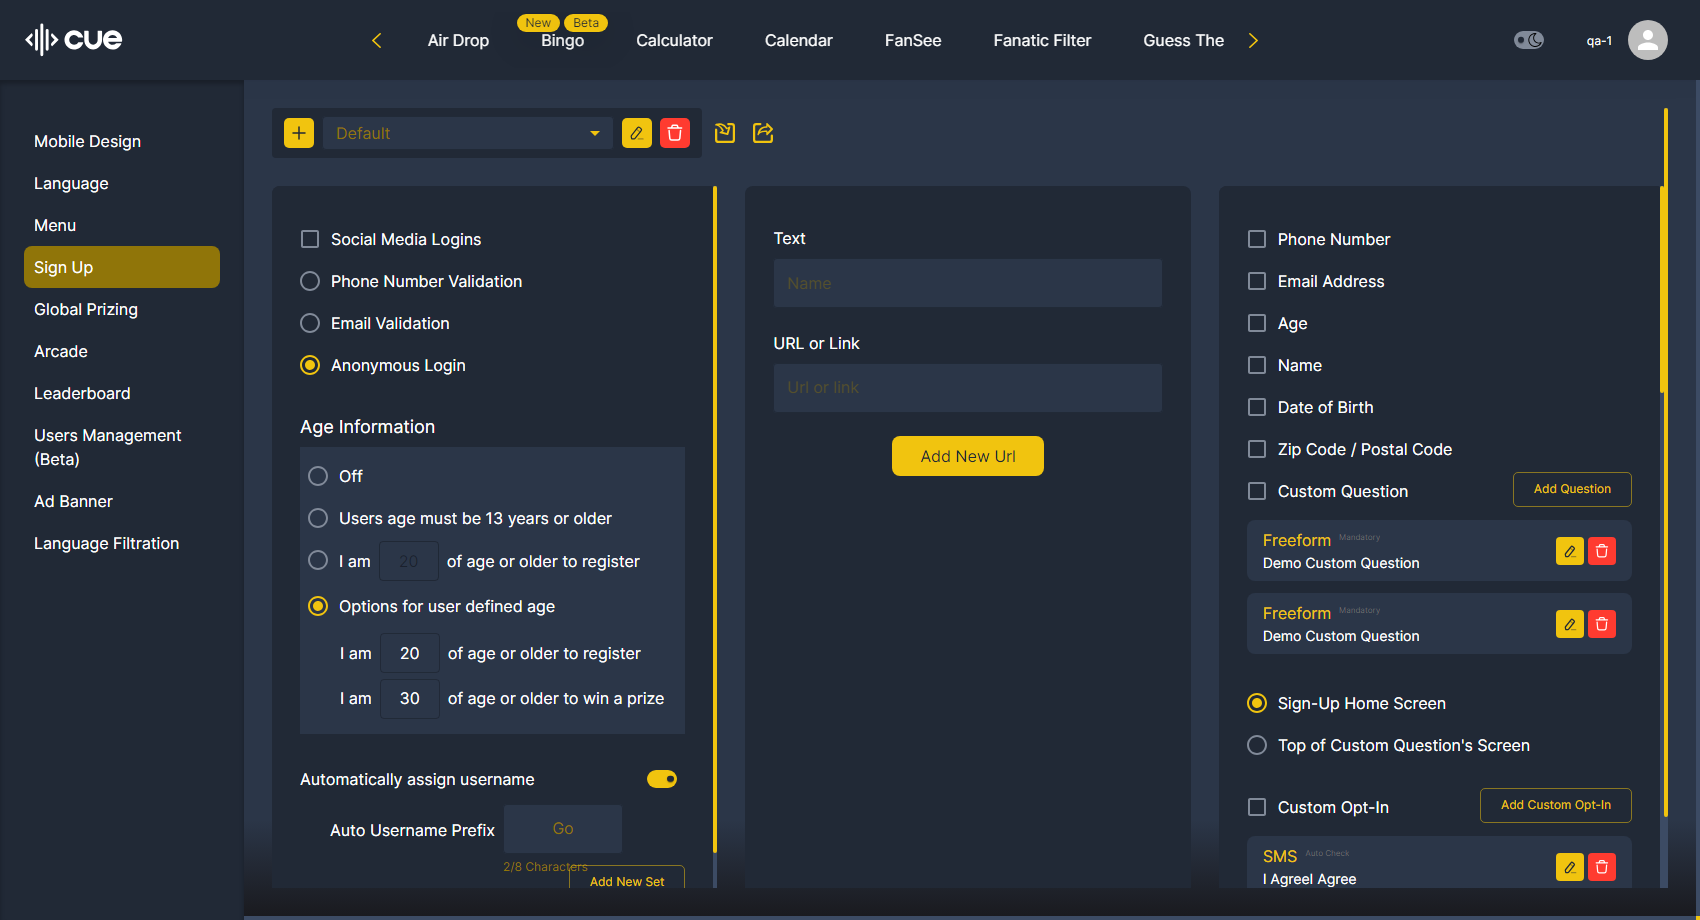 cue
Air Drop
New
Beta
Bingo
Calculator
Calendar
FanSee
Fanatic Filter
Guess The
qa-1
Mobile Design
Language
Menu
Sign Up
Global Prizing
Arcade
Leaderboard
Users Management
(Beta)
Ad Banner
Language Filtration
Default
Social Media Logins
Phone Number Validation
Email Validation
Anonymous Login
Age Information
Off
Users age must be 13 years or older
I am 20 of age or older to register
Options for user defined age
I am 20 of age or older to register
I am 30 of age or older to win a prize
Automatically assign username
Auto Username Prefix Go
2/8 Characters
Add New Set
Text
Name
URL or Link
Url or link
Add New Url
Phone Number
Email Address
Age
Name
Date of Birth
Zip Code / Postal Code
Custom Question
Add Question
Freeform Mandatory
Demo Custom Question
Freeform Mandatory
Demo Custom Question
Sign-Up Home Screen
Top of Custom Question's Screen
Custom Opt-In
Add Custom Opt-In
SMS Auto Check
I AgreeI Agree